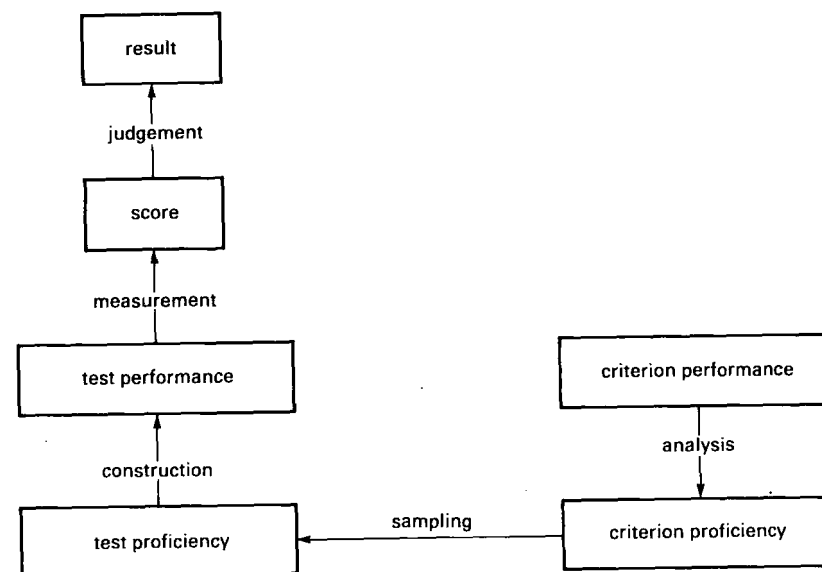 result
judgement
score
measurement
test performance
criterion performance
construction
analysis
test proficiency
sampling
criterion proficiency